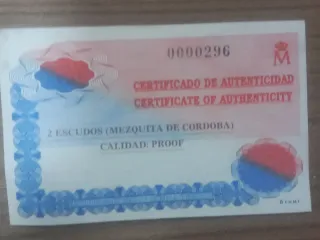 0000296
M
CERTIFICADO DE AUTENTICIDAD
CERTIFICATE OF AUTHENTICITY
2 ESCUDOS (MEZQUITA DE CORDOBA)
CALIDAD: PROOF